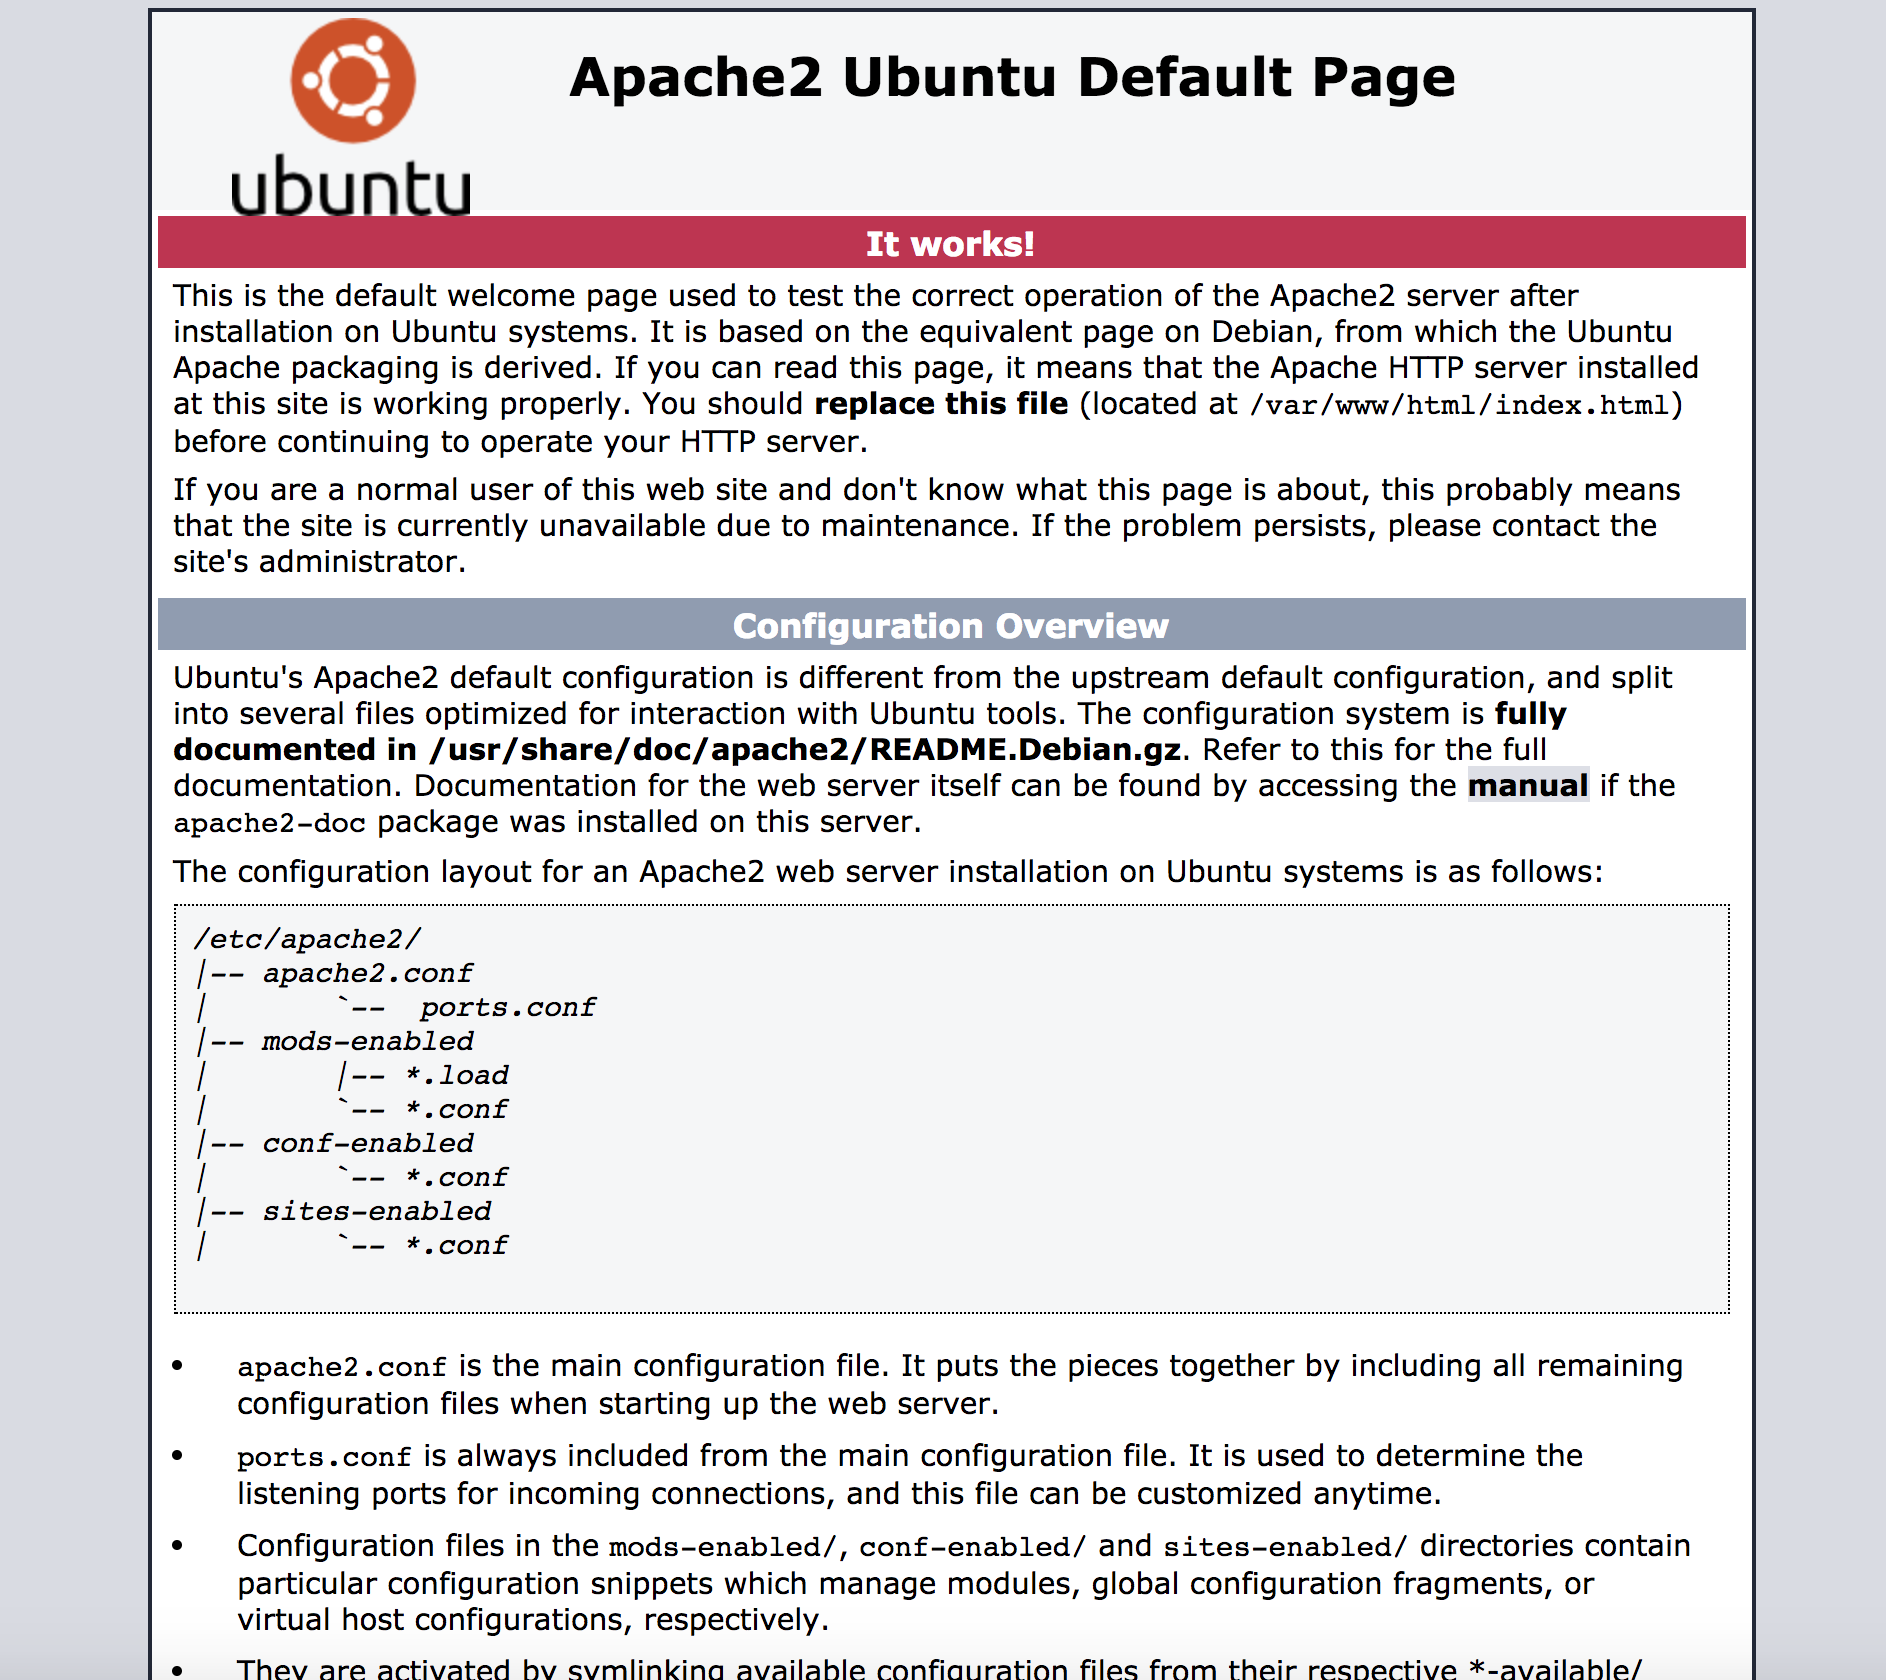 ubuntu
Apache2 Ubuntu Default Page
It works!
This is the default welcome page used to test the correct operation of the Apache2 server after
installation on Ubuntu systems. It is based on the equivalent page on Debian, from which the Ubuntu
Apache packaging is derived. If you can read this page, it means that the Apache HTTP server installed
at this site is working properly. You should replace this file (located at /var/www/html/index.html)
before continuing to operate your HTTP server.
If you are a normal user of this web site and don't know what this page is about, this probably means
that the site is currently unavailable due to maintenance. If the problem persists, please contact the
site's administrator.
Configuration Overview
Ubuntu's Apache2 default configuration is different from the upstream default configuration, and split
into several files optimized for interaction with Ubuntu tools. The configuration system is fully
documented in /usr/share/doc/apache2/README.Debian.gz. Refer to this for the full
documentation. Documentation for the web server itself can be found by accessing the manual if the
apache2-doc package was installed on this server.
The configuration layout for an Apache2 web server installation on Ubuntu systems is as follows:
/etc/apache2/
|-- apache2.conf
|       `--  ports.conf
|-- mods-enabled
|       |-- *.load
|       `-- *.conf
|-- conf-enabled
|       `-- *.conf
|-- sites-enabled
|       `-- *.conf
• apache2.conf is the main configuration file. It puts the pieces together by including all remaining
configuration files when starting up the web server.
• ports.conf is always included from the main configuration file. It is used to determine the
listening ports for incoming connections, and this file can be customized anytime.
• Configuration files in the mods-enabled/, conf-enabled/ and sites-enabled/ directories contain
particular configuration snippets which manage modules, global configuration fragments, or
virtual host configurations, respectively.
• They are activated by symlinking available configuration files from their respective *-available/